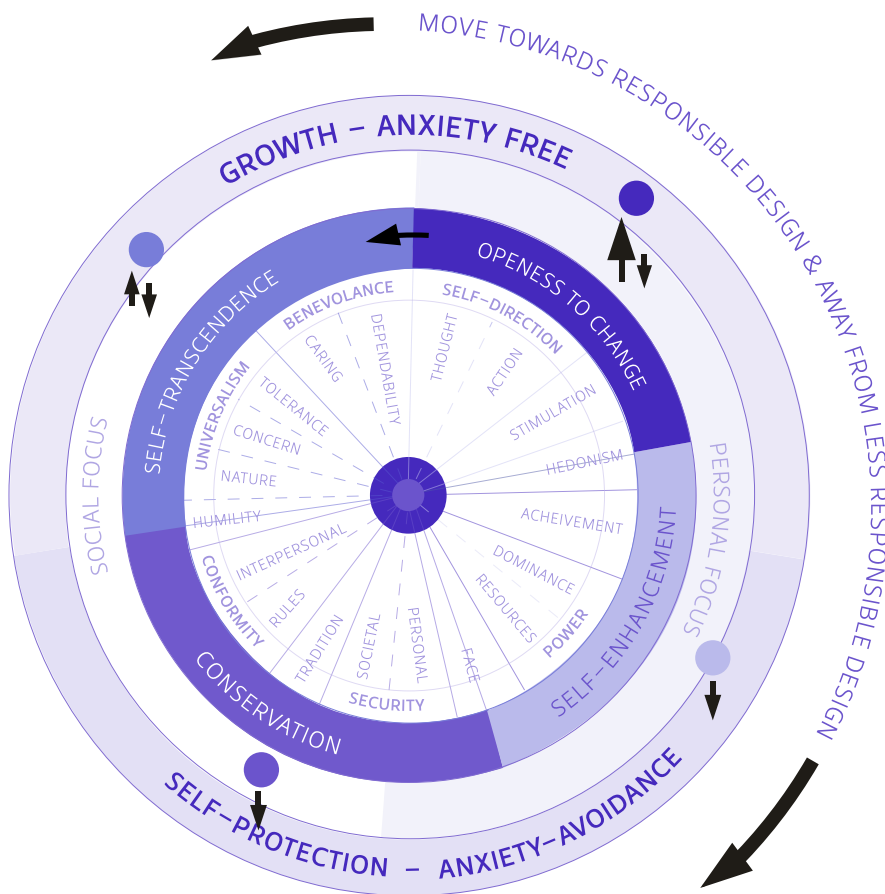 MOVE TOWARDS RESPONSIBLE DESIGN & AWAY FROM LESS RESPONSIBLE DESIGN
GROWTH – ANXIETY FREE
SELF–PROTECTION – ANXIETY–AVOIDANCE
SOCIAL FOCUS
PERSONAL FOCUS
SELF–TRANSCENDENCE
OPENESS TO CHANGE
SELF–ENHANCEMENT
CONSERVATION
BENEVOLANCE
SELF–DIRECTION
UNIVERSALISM
CONFORMITY
SECURITY
POWER
CARING
DEPENDABILITY
THOUGHT
ACTION
STIMULATION
HEDONISM
ACHEIVEMENT
DOMINANCE
RESOURCES
FACE
PERSONAL
SOCIETAL
TRADITION
RULES
INTERPERSONAL
HUMILITY
NATURE
CONCERN
TOLERANCE